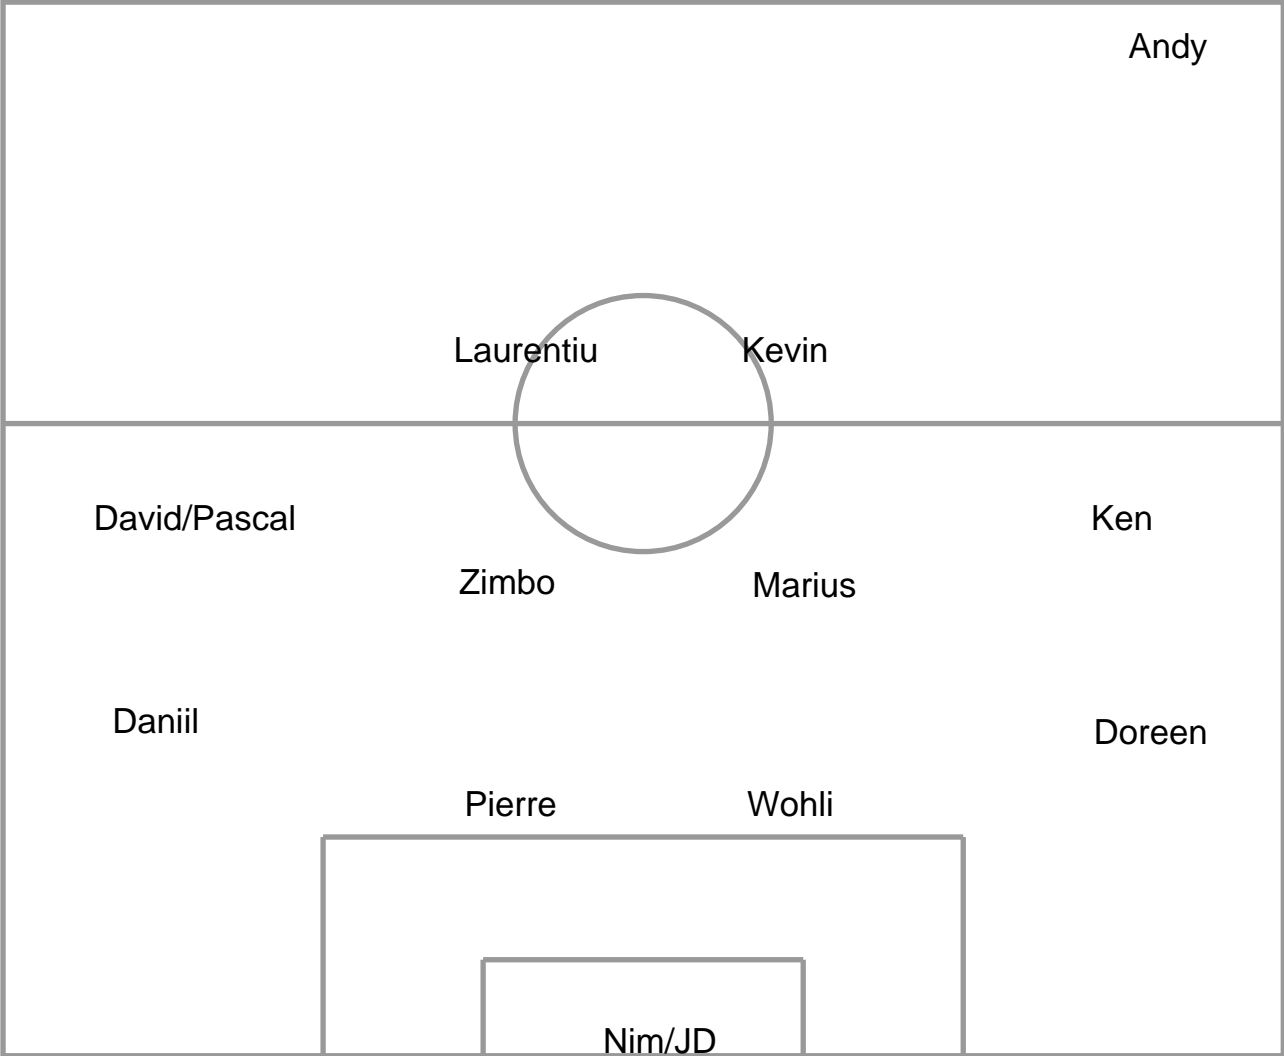 Andy
Laurentiu Kevin
David/Pascal Ken
Zimbo Marius
Daniil Doreen
Pierre Wohli
Nim/JD